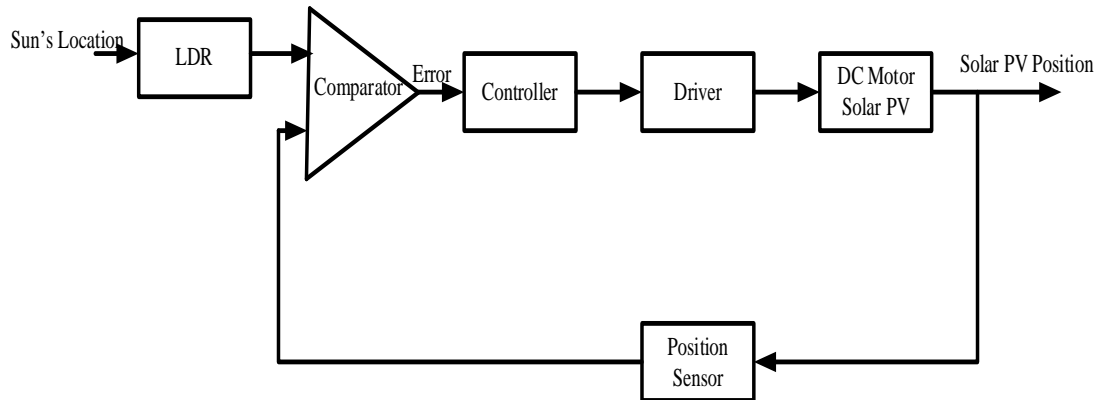 Sun's Location
LDR
Comparator
Error
Controller
Driver
DC Motor
Solar PV
Solar PV Position
Position
Sensor